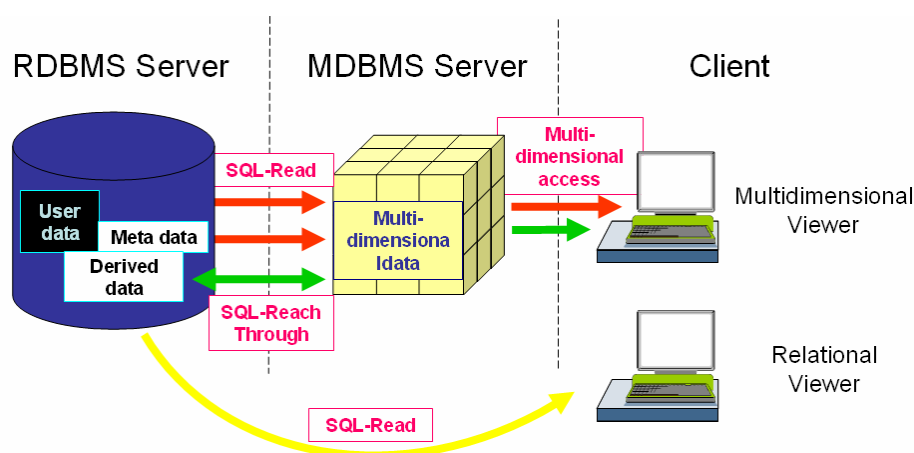 RDBMS Server
MDBMS Server
Client
SQL-Read
Multi-
dimensional
access
User
data
Meta data
Derived
data
Multi-
dimensiona
ldata
Multidimensional
Viewer
SQL-Reach
Through
Relational
Viewer
SQL-Read